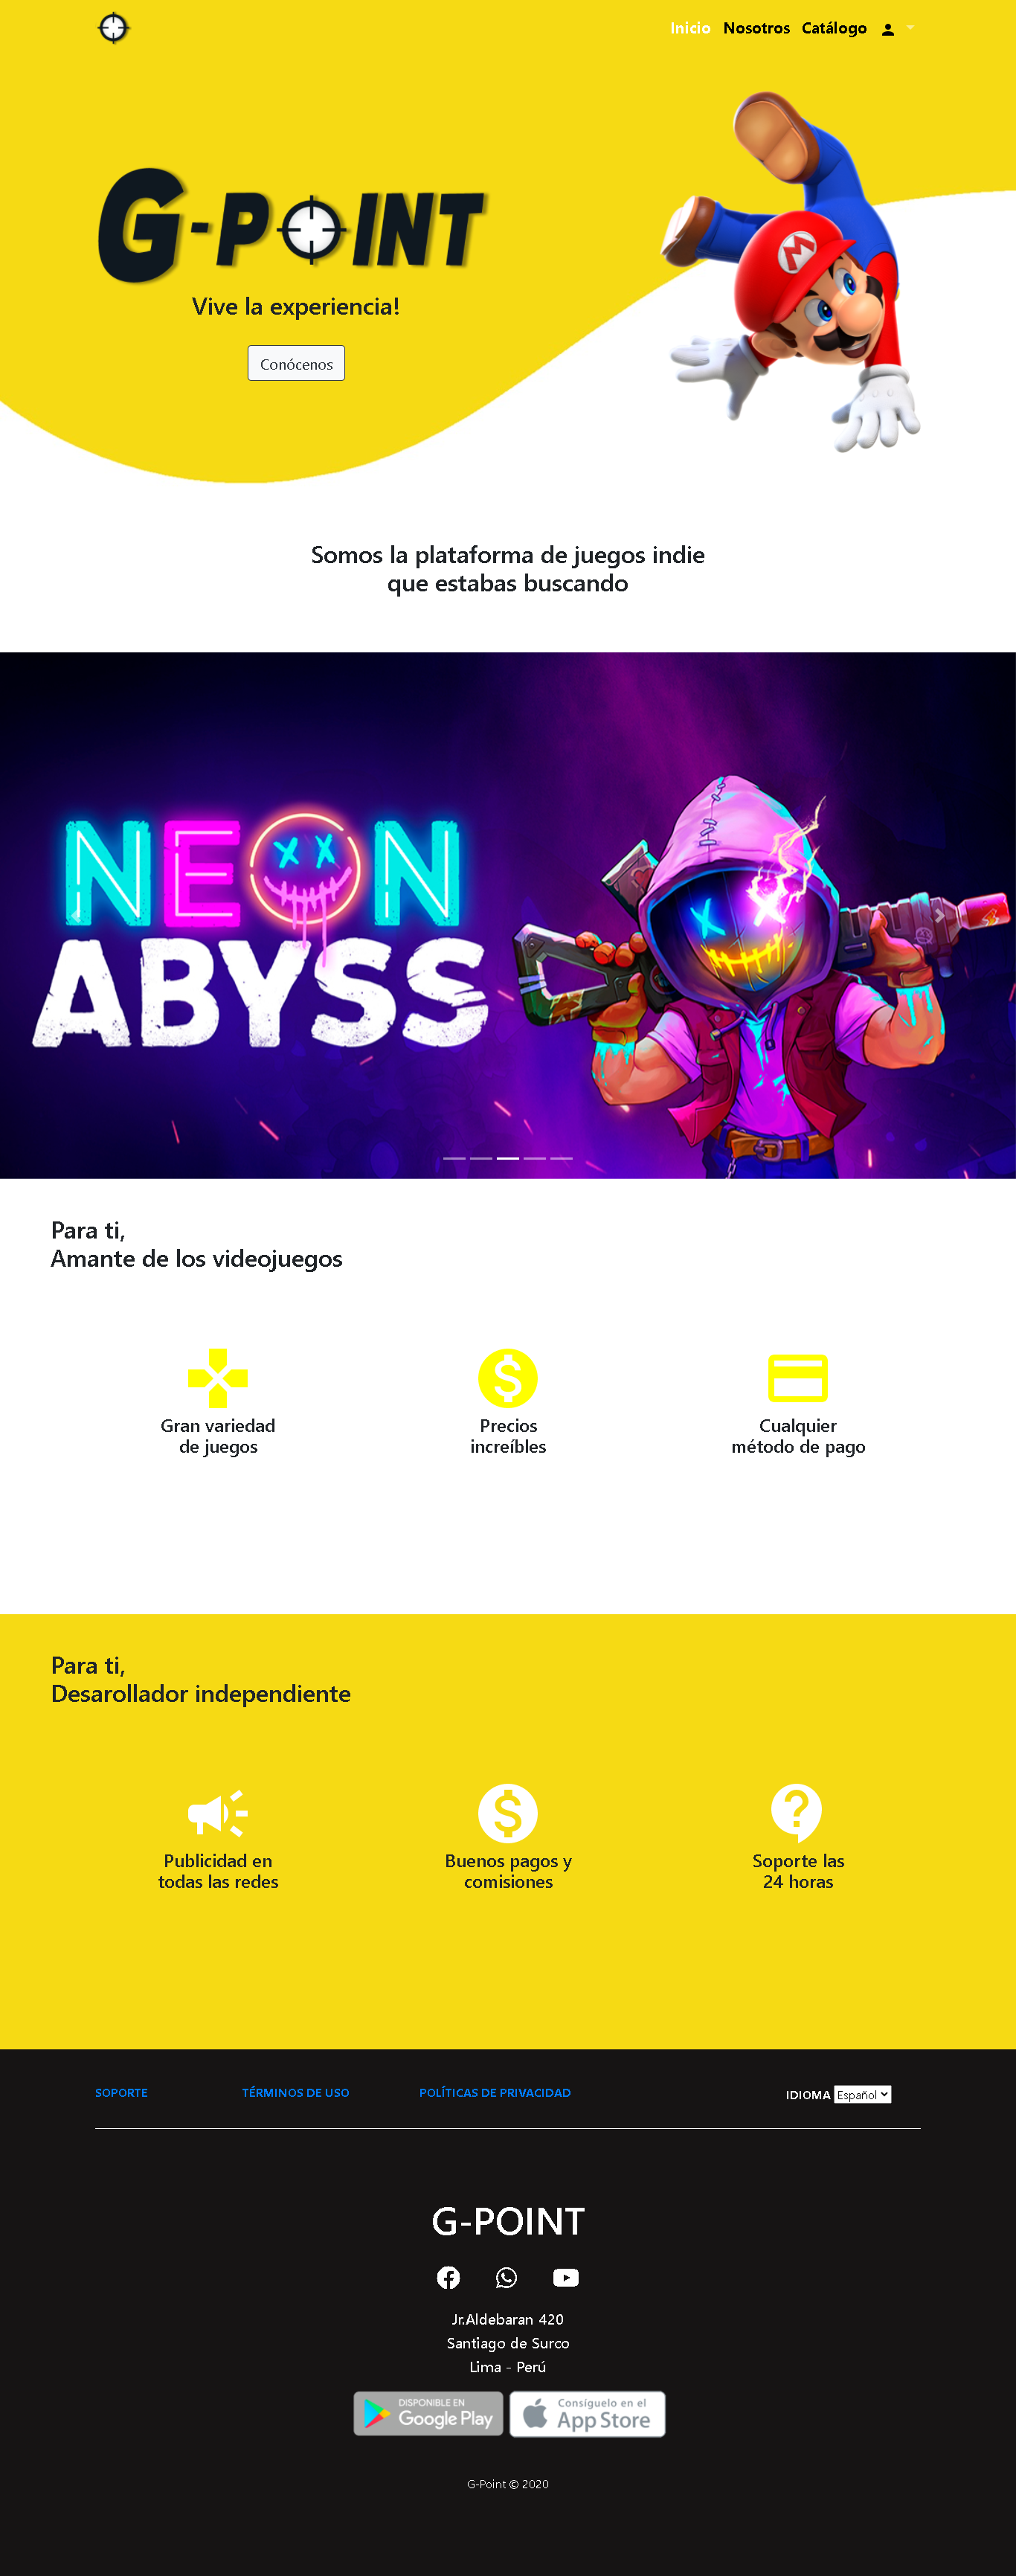 Inicio Nosotros Catálogo
G-POINT
Vive la experiencia!
Conócenos
Somos la plataforma de juegos indie
que estabas buscando
NEON
ABYSS
Para ti,
Amante de los videojuegos
Gran variedad
de juegos
Precios
increíbles
Cualquier
método de pago
Para ti,
Desarollador independiente
Publicidad en
todas las redes
Buenos pagos y
comisiones
Soporte las
24 horas
SOPORTE TÉRMINOS DE USO POLÍTICAS DE PRIVACIDAD IDIOMA Español
G-POINT
Jr.Aldebaran 420
Santiago de Surco
Lima - Perú
DISPONIBLE EN
Google Play
Consíguelo en el
App Store
G-Point © 2020